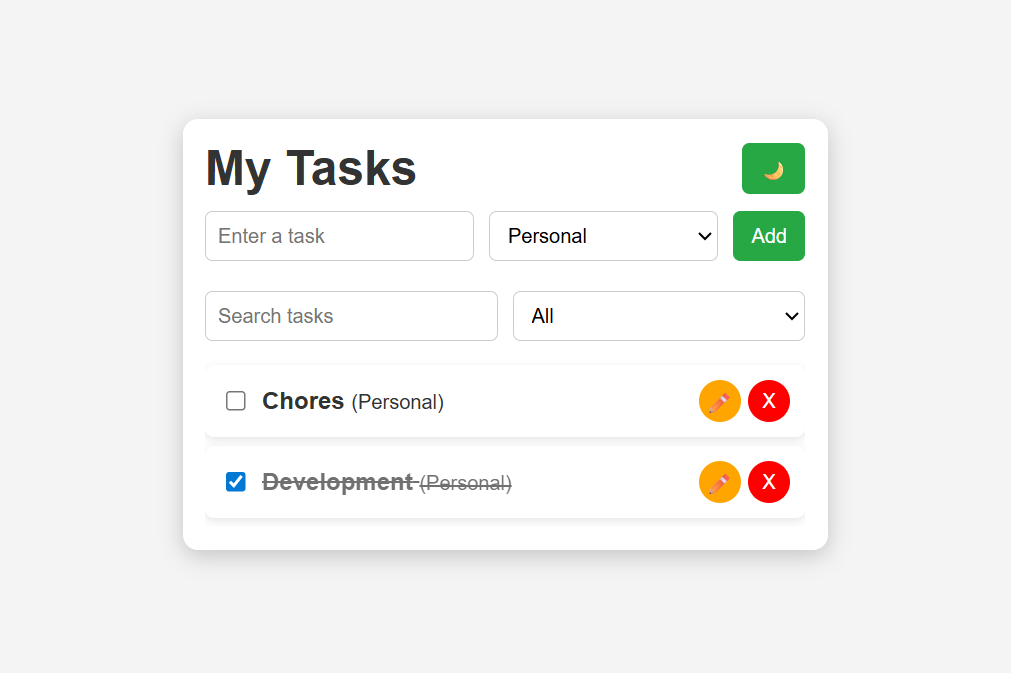 My Tasks
Enter a task
Personal
Add
Search tasks
All
Chores (Personal)
X
Development (Personal)
X